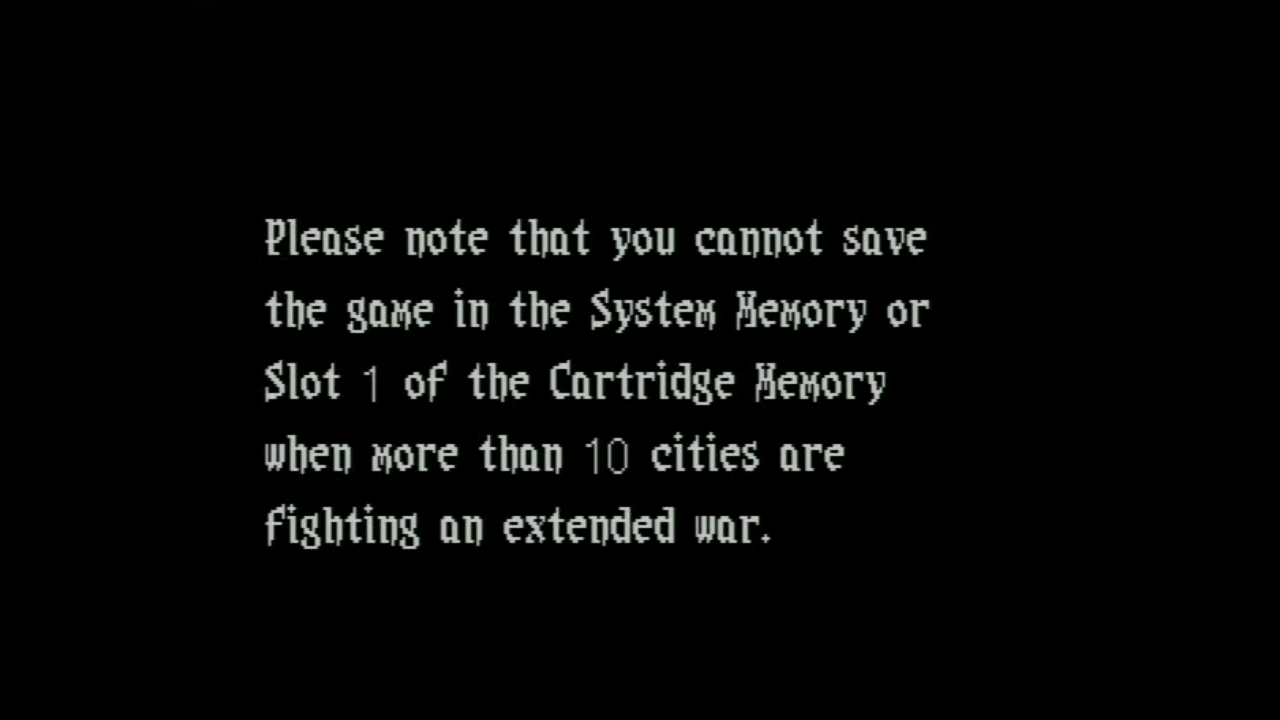 Please note that you cannot save
the game in the System Memory or
Slot 1 of the Cartridge Memory
when more than 10 cities are
fighting an extended war.